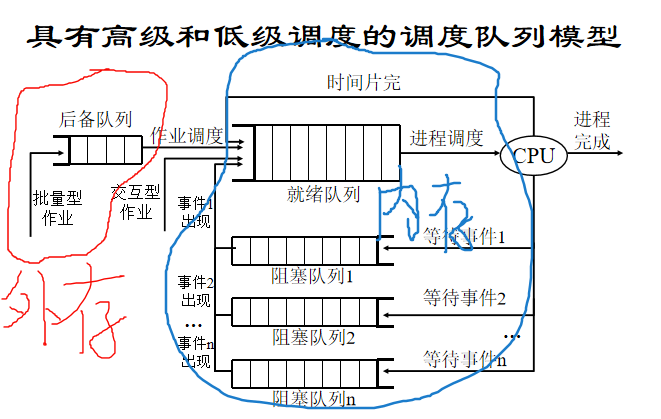 具有高级和低级调度的调度队列模型
时间片完
后备队列
作业调度
进程调度
进程
完成
CPU
批量型
作业
交互型
作业
就绪队列
内存
外存
事件1
出现
等待事件1
阻塞队列1
事件2
出现
等待事件2
阻塞队列2
...
...
事件n
出现
等待事件n
阻塞队列n